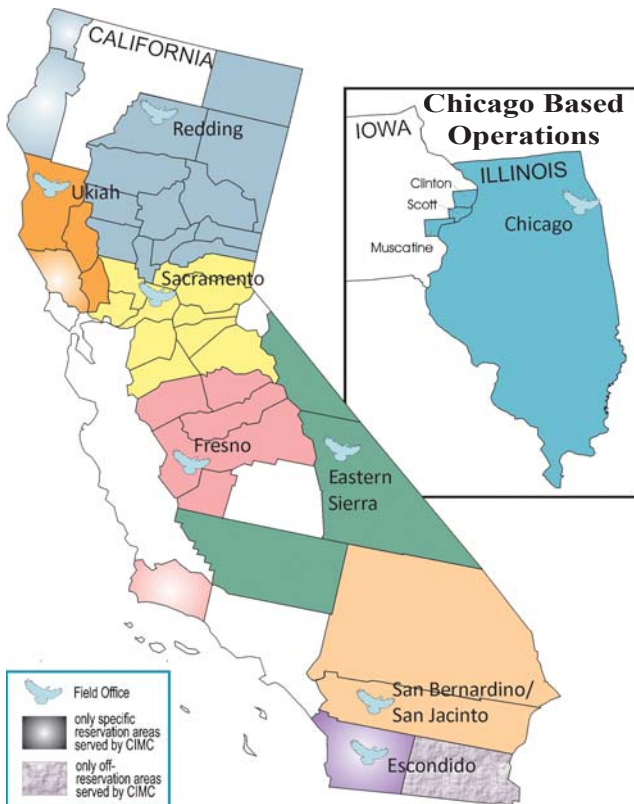 CALIFORNIA
Redding
Ukiah
Sacramento
Fresno
Eastern
Sierra
San Bernardino/
San Jacinto
Escondido
Chicago Based
Operations
IOWA
ILLINOIS
Clinton
Scott
Muscatine
Chicago
Field Office
only specific
reservation areas
served by CIMC
only off-
reservation areas
served by CIMC